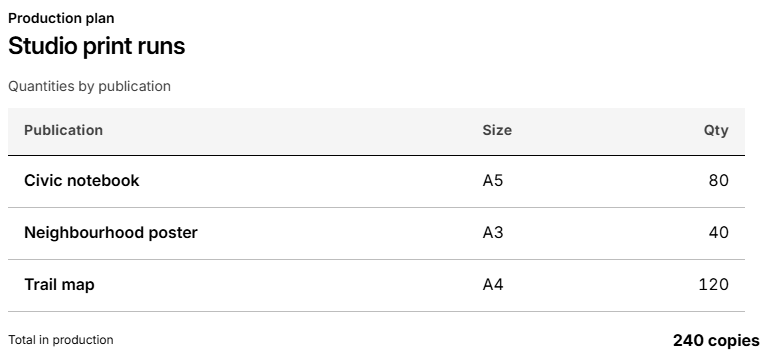 Production plan
Studio print runs
Quantities by publication
Publication Size Qty
Civic notebook A5 80
Neighbourhood poster A3 40
Trail map A4 120
Total in production 240 copies